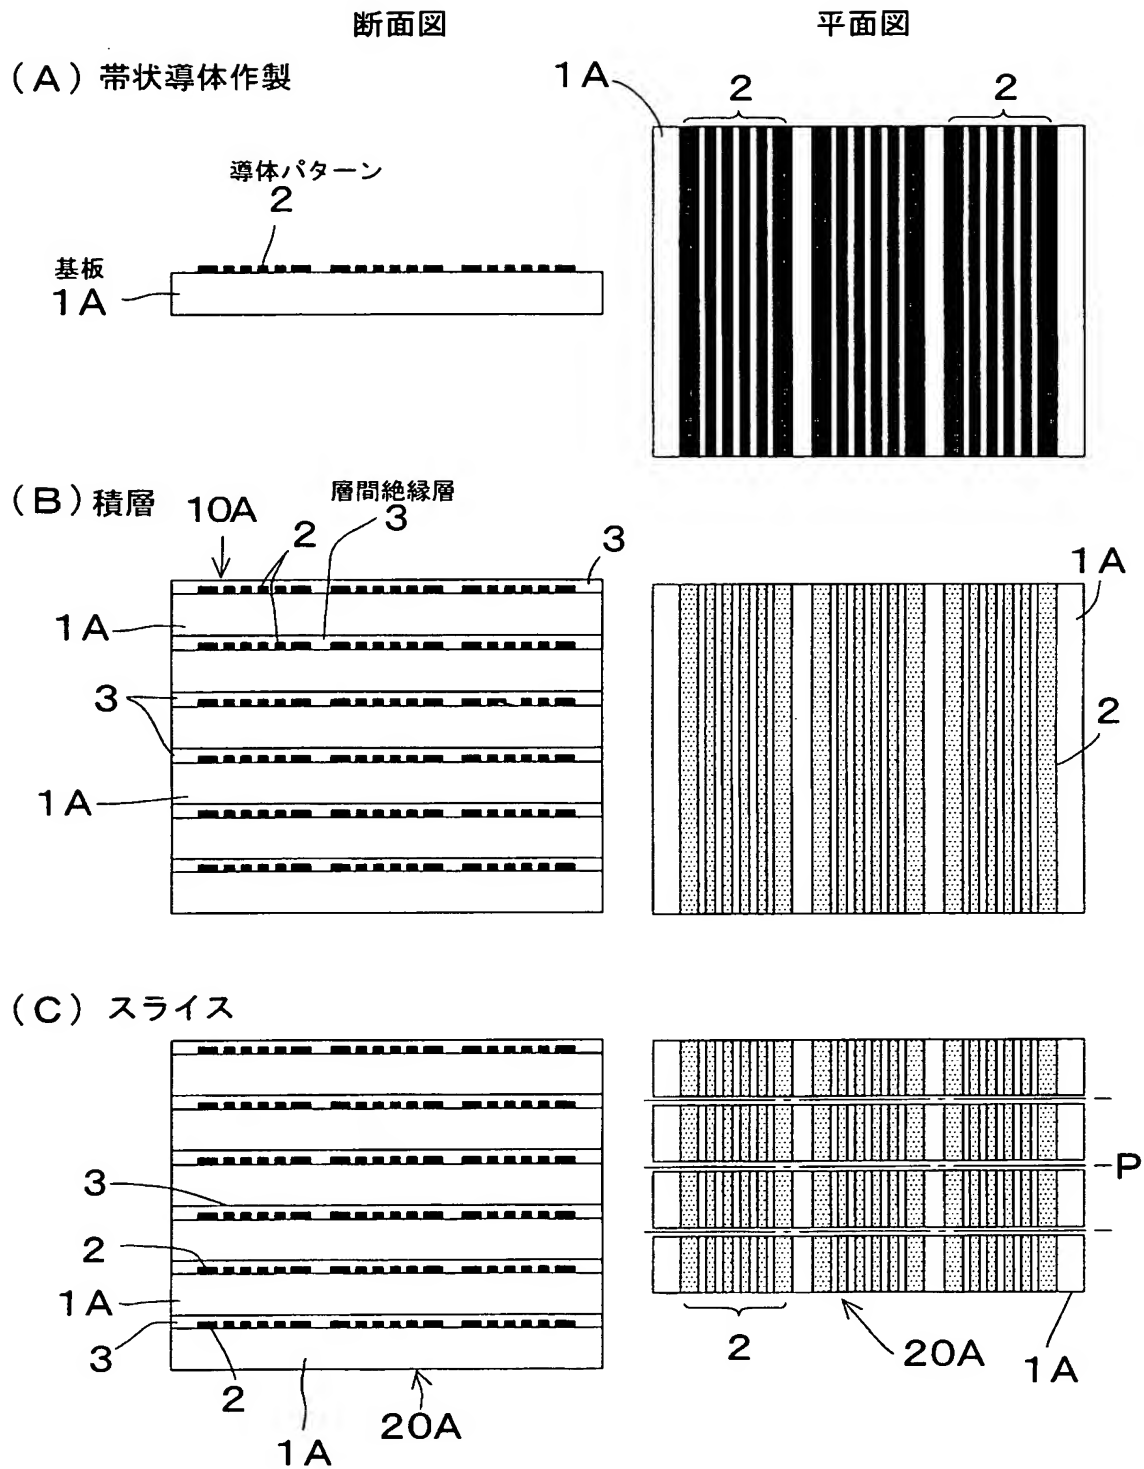 断面図 平面図
(A) 帯状導体作製
1A 2 2
導体パターン
2
基板
1A
(B) 積層 10A 2 層間絶縁層 3 3
1A 1A
3 2
1A
(C) スライス
3 P
2
1A
3 2 20A 1A
2 1A 20A